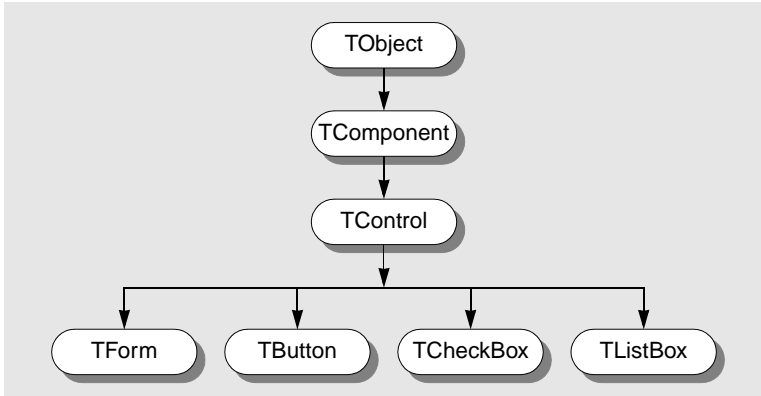 TObject
TComponent
TControl
TForm
TButton
TCheckBox
TListBox